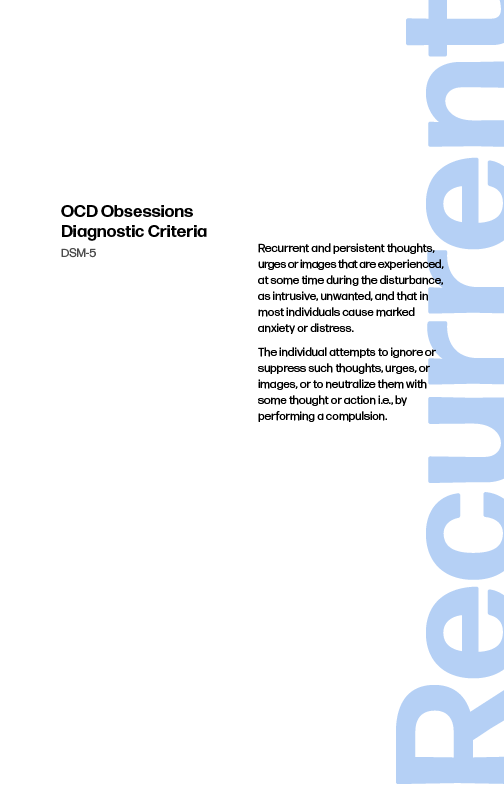 OCD Obsessions
Diagnostic Criteria
DSM-5
Recurrent and persistent thoughts,
urges or images that are experienced,
at some time during the disturbance,
as intrusive, unwanted, and that in
most individuals cause marked
anxiety or distress.
The individual attempts to ignore or
suppress such thoughts, urges, or
images, or to neutralize them with
some thought or action i.e., by
performing a compulsion.
Recurrent